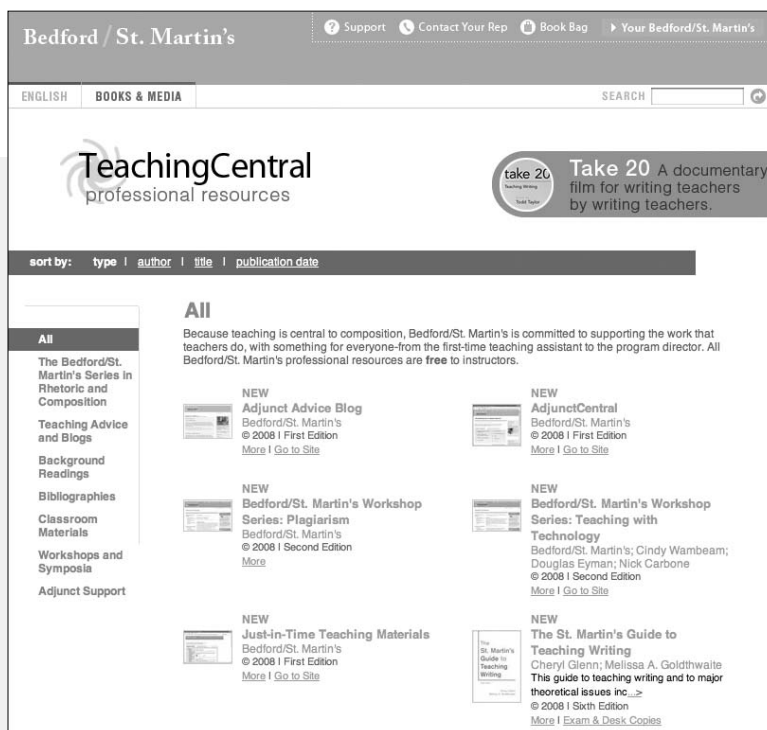 Bedford / St. Martin's
Support
Contact Your Rep
Book Bag
Your Bedford/St. Martin's
ENGLISH
BOOKS & MEDIA
SEARCH
TeachingCentral
professional resources
take 20
Teaching Writing
Todd Taylor
Take 20 A documentary
film for writing teachers
by writing teachers.
sort by: type | author | title | publication date
All
The Bedford/St.
Martin's Series in
Rhetoric and
Composition
Teaching Advice
and Blogs
Background
Readings
Bibliographies
Classroom
Materials
Workshops and
Symposia
Adjunct Support
All
Because teaching is central to composition, Bedford/St. Martin's is committed to supporting the work that
teachers do, with something for everyone-from the first-time teaching assistant to the program director. All
Bedford/St. Martin's professional resources are free to instructors.
NEW
Adjunct Advice Blog
Bedford/St. Martin's
© 2008 | First Edition
More | Go to Site
NEW
AdjunctCentral
Bedford/St. Martin's
© 2008 | First Edition
More | Go to Site
NEW
Bedford/St. Martin's Workshop
Series: Plagiarism
Bedford/St. Martin's
© 2008 | Second Edition
More
NEW
Bedford/St. Martin's Workshop
Series: Teaching with
Technology
Bedford/St. Martin's; Cindy Wambeam;
Douglas Eyman; Nick Carbone
© 2008 | Second Edition
More | Go to Site
NEW
Just-in-Time Teaching Materials
Bedford/St. Martin's
© 2008 | First Edition
More | Go to Site
The
St. Martin's
Guide to
Teaching
Writing
NEW
The St. Martin's Guide to
Teaching Writing
Cheryl Glenn; Melissa A. Goldthwaite
This guide to teaching writing and to major
theoretical issues inc...>
© 2008 | Sixth Edition
More | Exam & Desk Copies